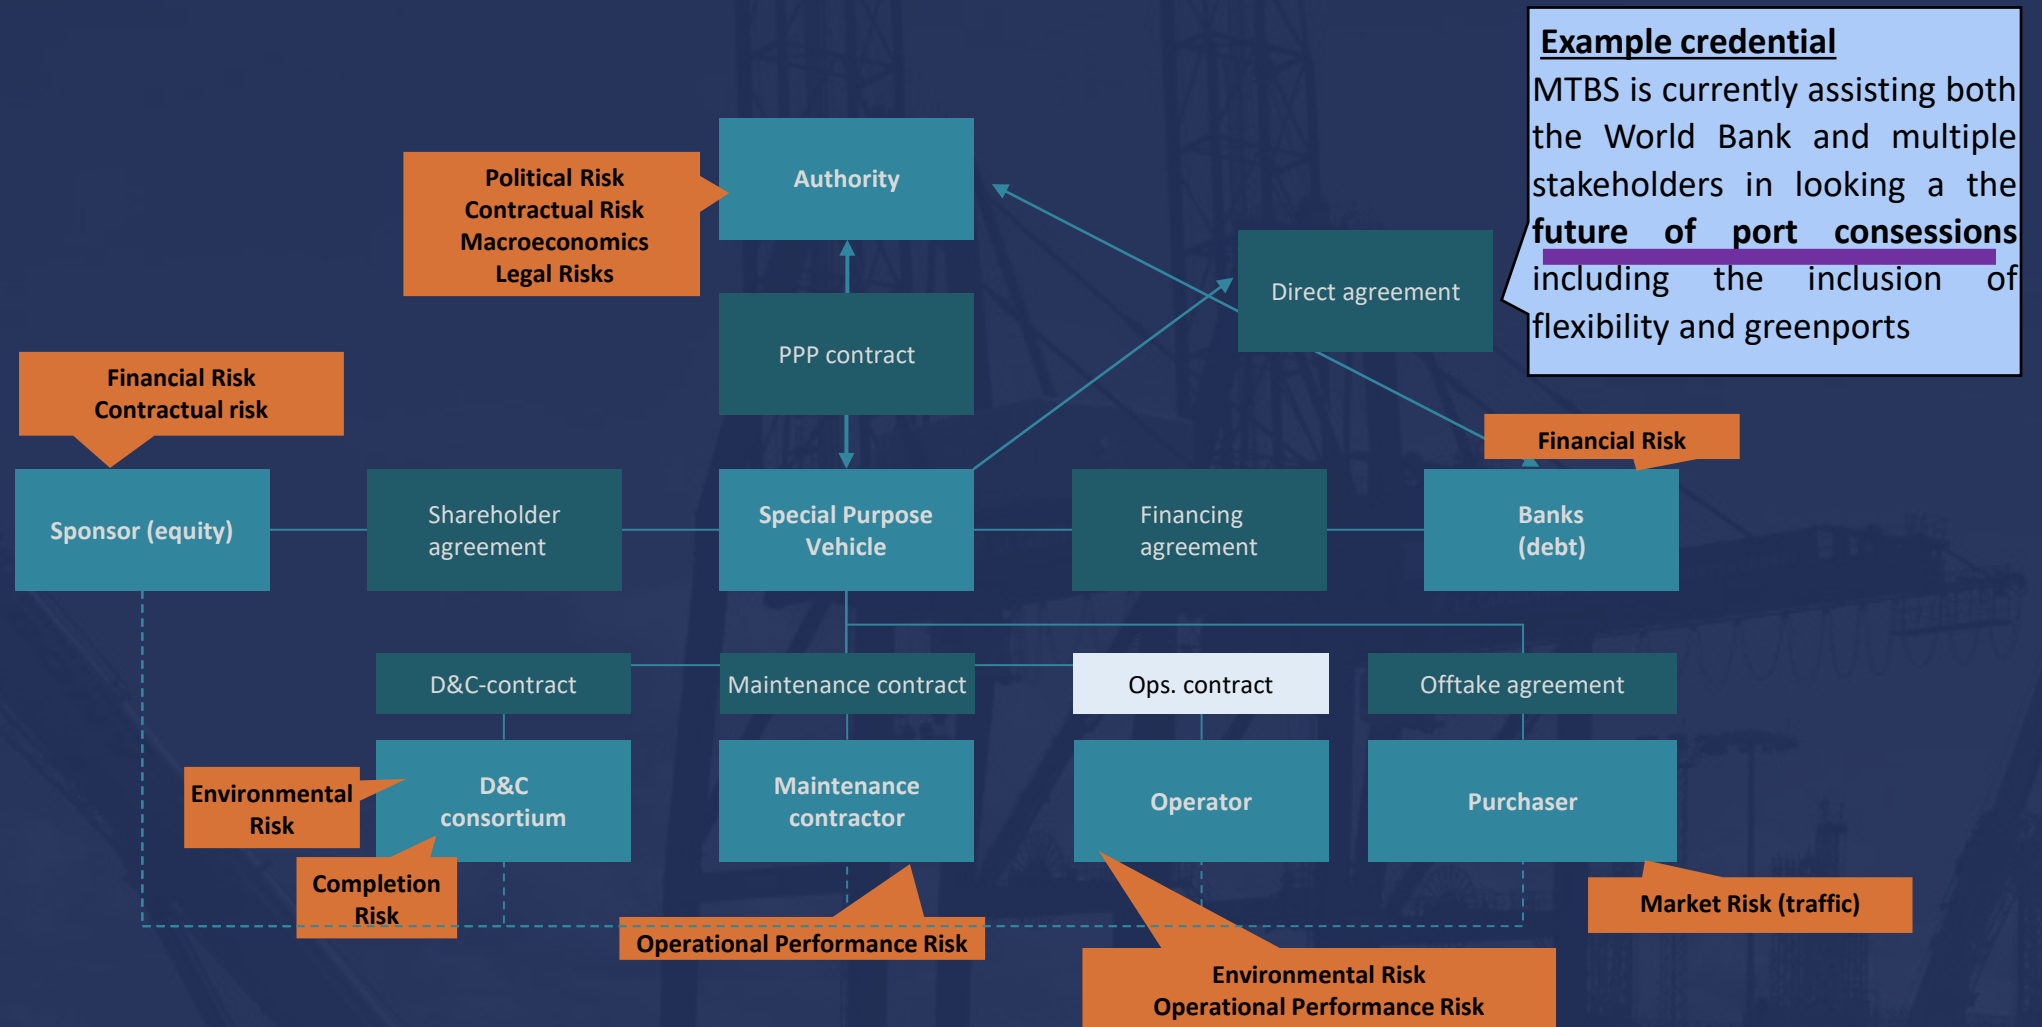 Example credential
MTBS is currently assisting both
the World Bank and multiple
stakeholders in looking a the
future of port consessions
including the inclusion of
flexibility and greenports
Authority
Political Risk
Contractual Risk
Macroeconomics
Legal Risks
Direct agreement
PPP contract
Financial Risk
Contractual risk
Financial Risk
Sponsor (equity)
Shareholder
agreement
Special Purpose
Vehicle
Financing
agreement
Banks
(debt)
D&C-contract
Maintenance contract
Ops. contract
Offtake agreement
Environmental
Risk
D&C
consortium
Maintenance
contractor
Operator
Purchaser
Completion
Risk
Operational Performance Risk
Market Risk (traffic)
Environmental Risk
Operational Performance Risk